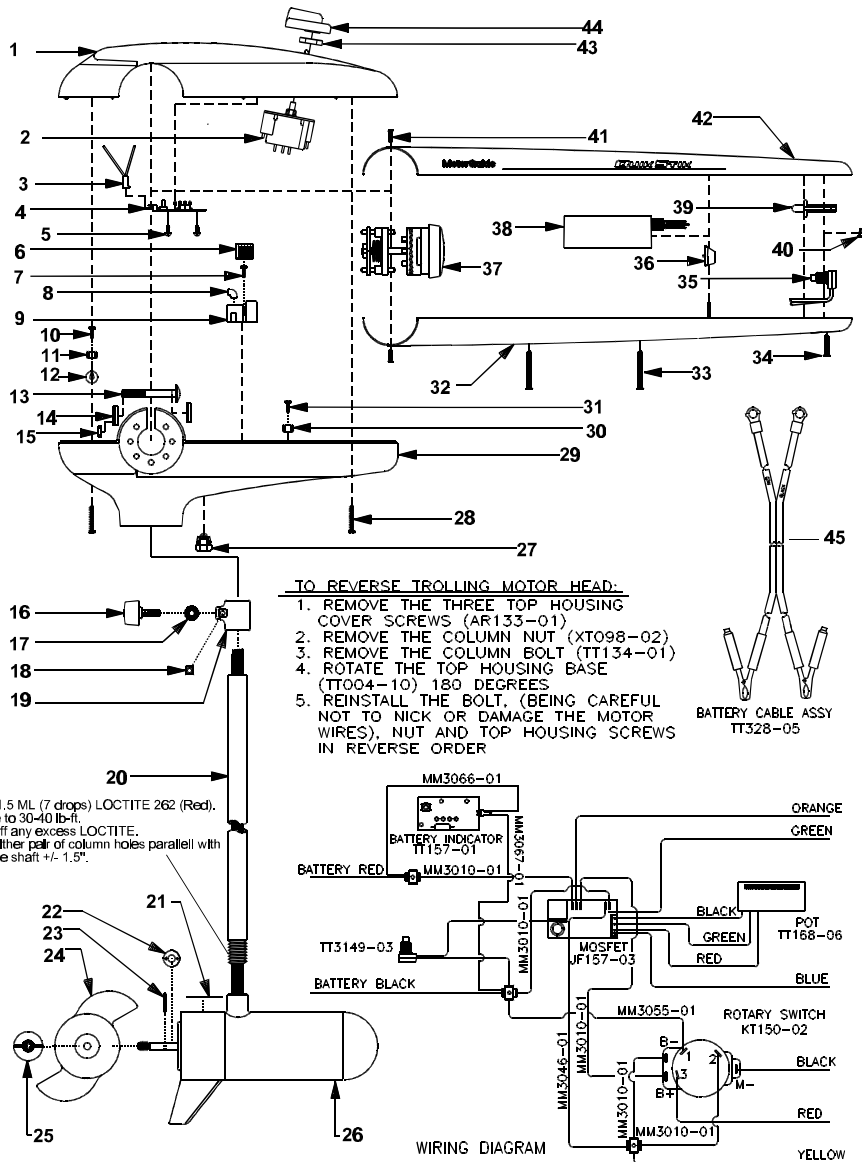 44
43
1
2
41
42
3
4
38
39
40
5
6
37
36
7
35
8
9
10
11
34
12
32
33
13
31
14
30
15
29
28
27
45
16
17
18
19
TO REVERSE TROLLING MOTOR HEAD:
1. REMOVE THE THREE TOP HOUSING
COVER SCREWS (AR133-01)
2. REMOVE THE COLUMN NUT (XT098-02)
3. REMOVE THE COLUMN BOLT (TT134-01)
4. ROTATE THE TOP HOUSING BASE
(TT004-10) 180 DEGREES
5. REINSTALL THE BOLT, (BEING CAREFUL
NOT TO NICK OR DAMAGE THE MOTOR
WIRES), NUT AND TOP HOUSING SCREWS
IN REVERSE ORDER
BATTERY CABLE ASSY
TT328-05
20
.5 ML (7 drops) LOCTITE 262 (Red).
to 30-40 lb-ft.
any excess LOCTITE.
pair of column holes parallell with
shaft +/- 1.5".
21
22
23
24
25
26
MM3066-01
BATTERY INDICATOR
TT157-01
MM3067-01
ORANGE
GREEN
BATTERY RED
MM3010-01
MM3010-01
BLACK
GREEN
RED
POT
TT168-06
MOSFET
JF157-03
TT3149-03
BLUE
BATTERY BLACK
MM3055-01
ROTARY SWITCH
KT150-02
MM3046-01
MM3010-01
MM3010-01
B-
1
2
3
B+
M-
BLACK
RED
MM3010-01
WIRING DIAGRAM
YELLOW